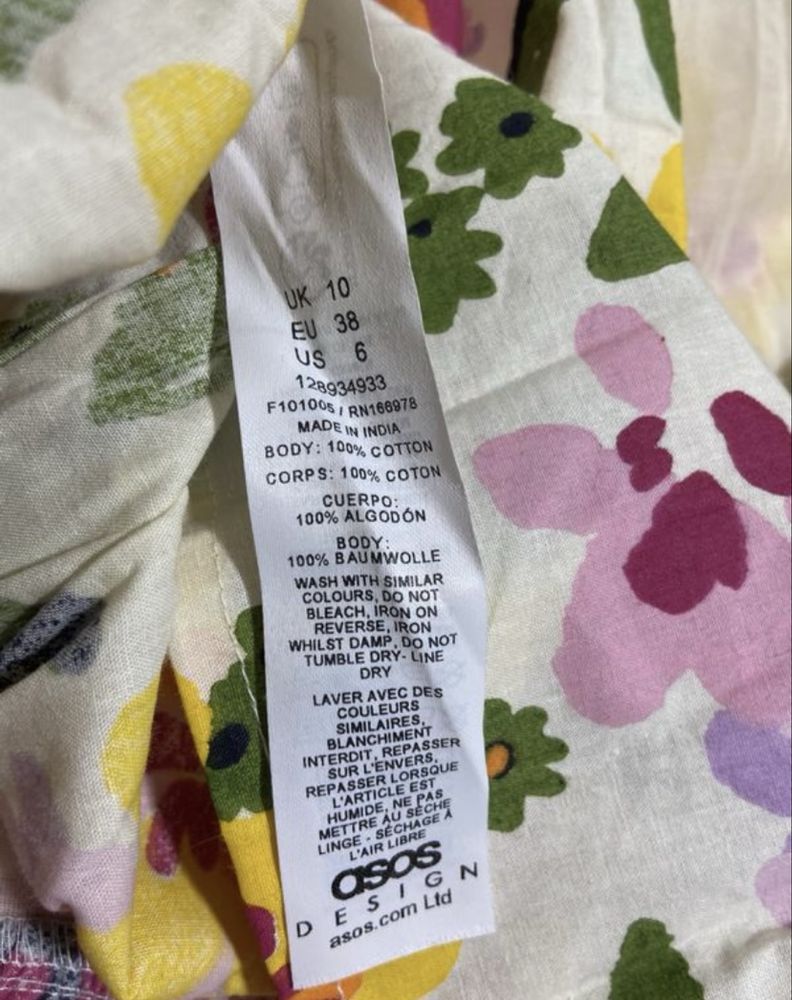 UK 10
EU 38
US 6
128934933
F101005 / RN166978
MADE IN INDIA
BODY: 100% COTTON
CORPS: 100% COTON
CUERPO:
100% ALGODÓN
BODY:
100% BAUMWOLLE
WASH WITH SIMILAR
COLOURS, DO NOT
BLEACH, IRON ON
REVERSE, IRON
WHILST DAMP, DO NOT
TUMBLE DRY- LINE
DRY
LAVER AVEC DES
COULEURS
SIMILAIRES,
BLANCHIMENT
INTERDIT, REPASSER
SUR L'ENVERS,
REPASSER LORSQUE
L'ARTICLE EST
HUMIDE, NE PAS
METTRE AU SÈCHE
LINGE - SÉCHAGE À
L'AIR LIBRE
asos
DESIGN
asos.com Ltd